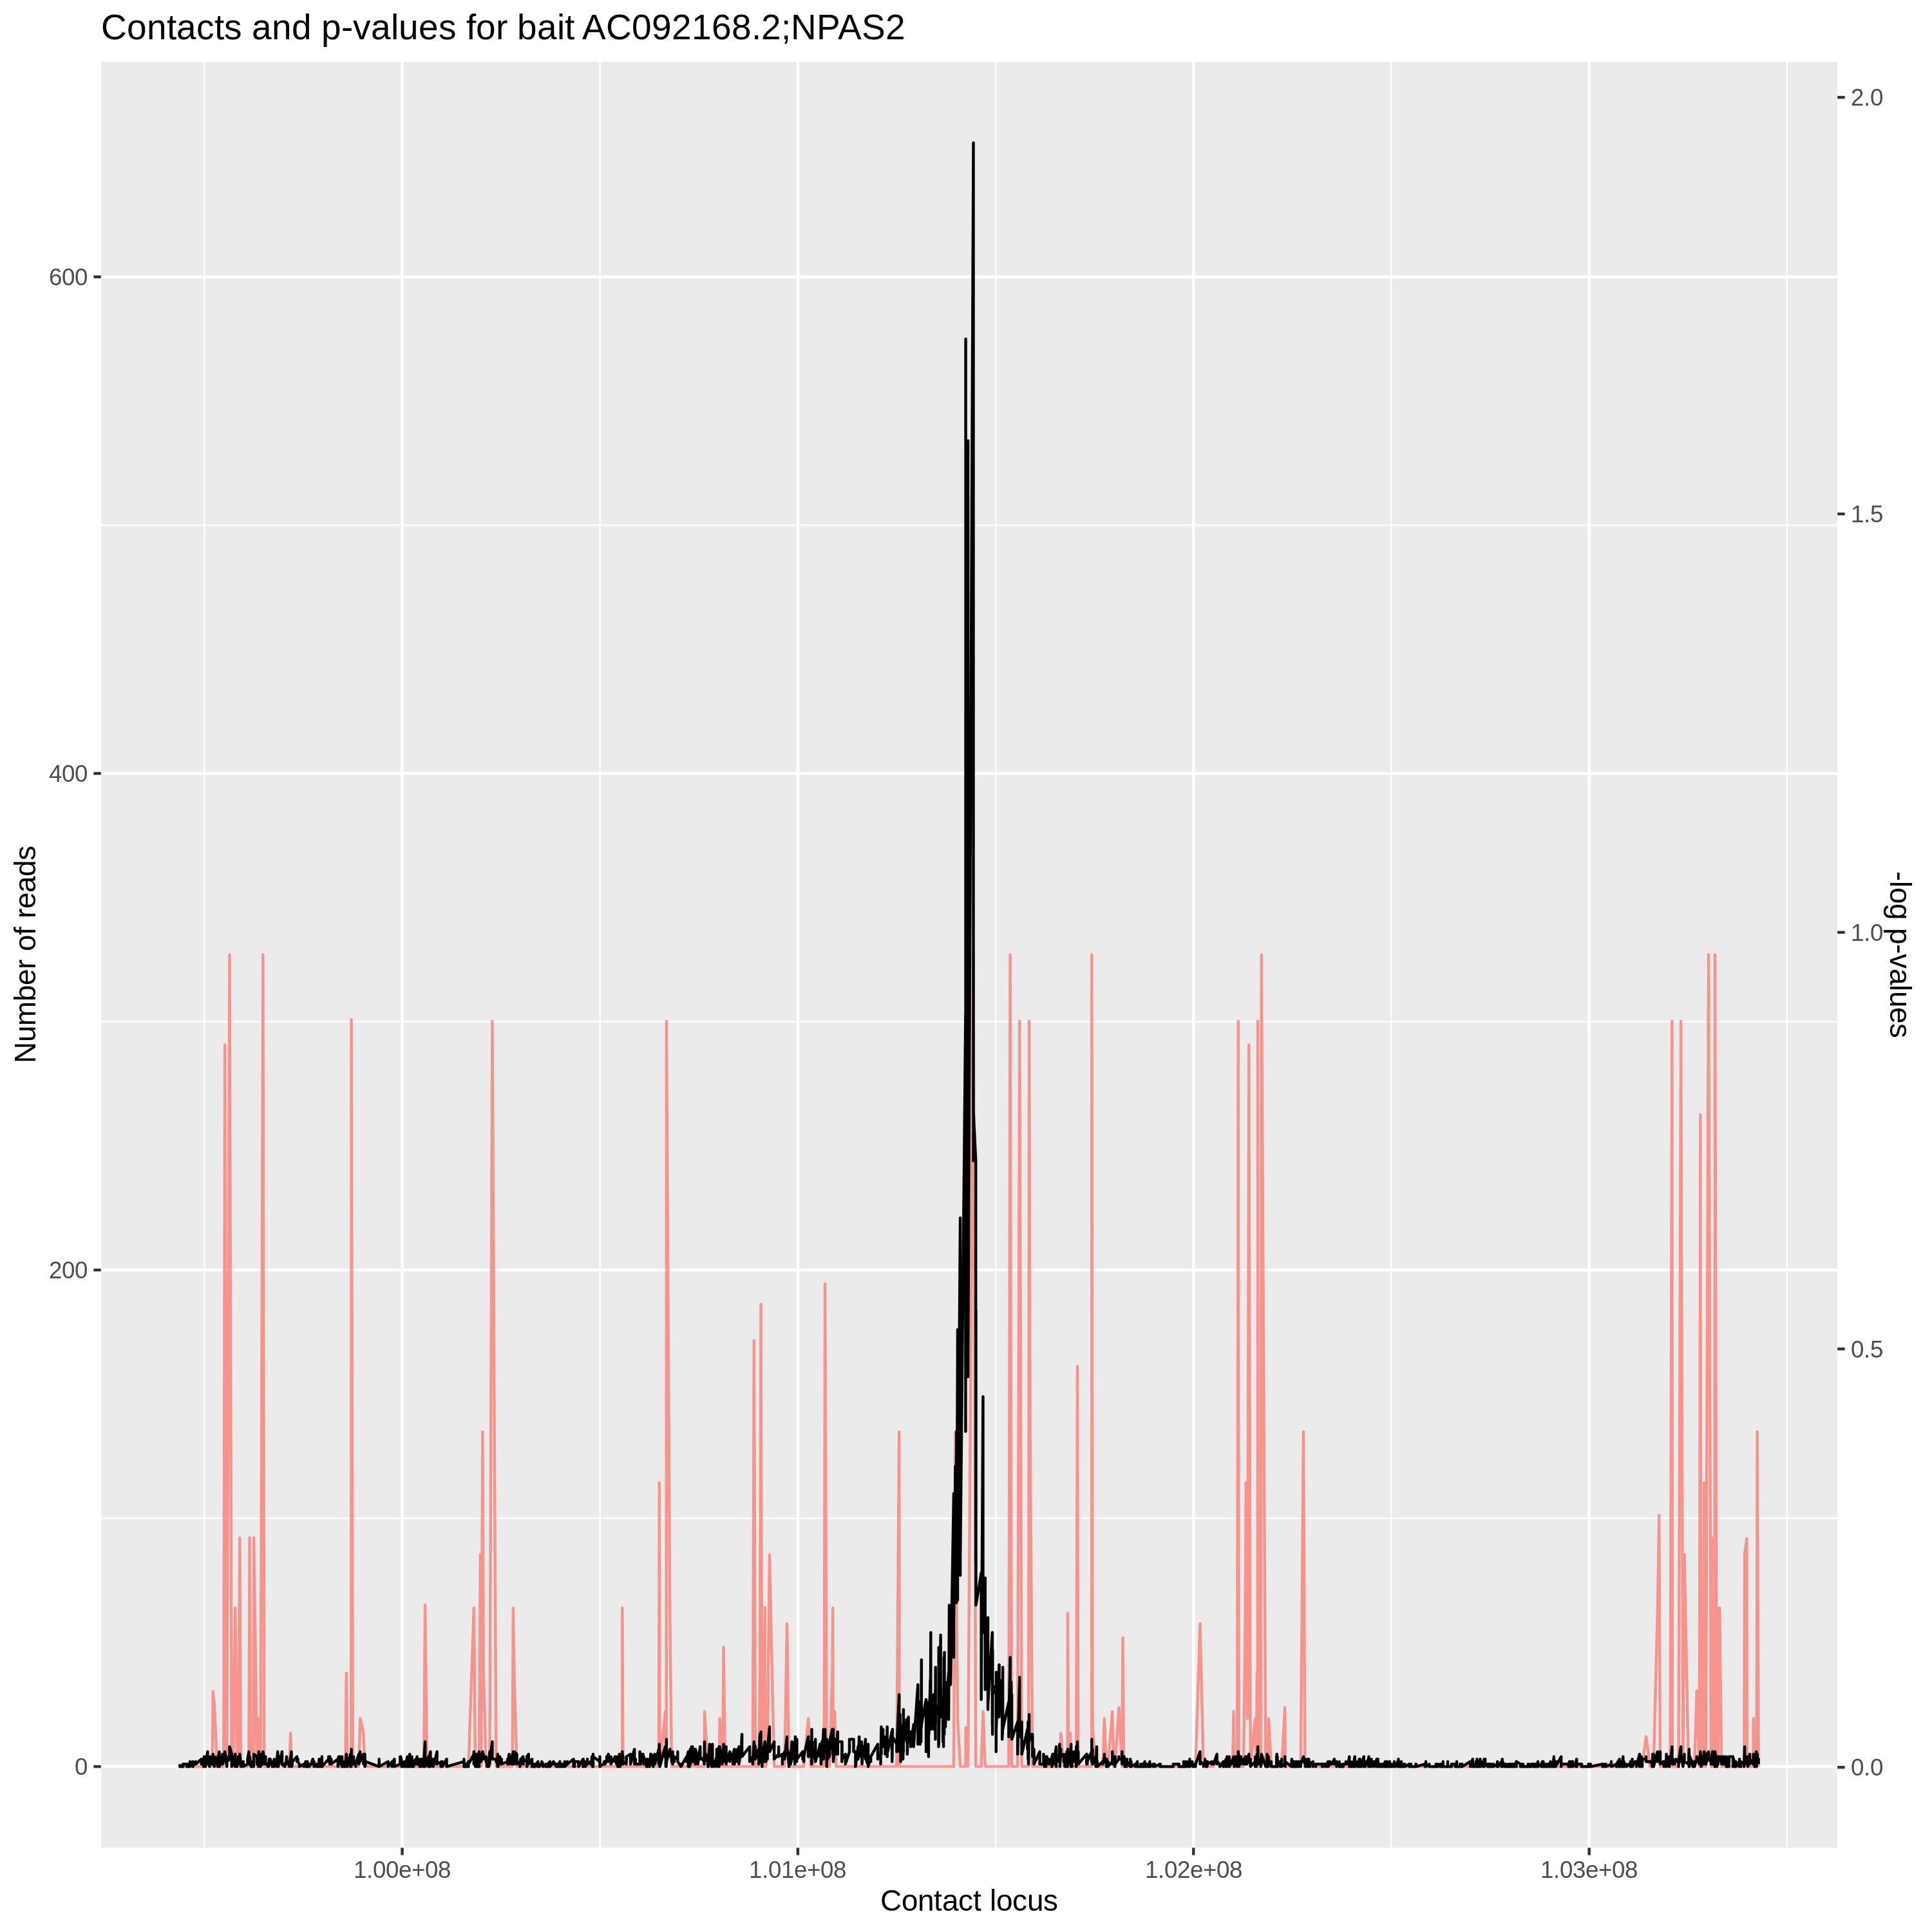 Contacts and p-values for bait AC092168.2;NPAS2
Number of reads
600
400
200
0
2.0
1.5
1.0
0.5
0.0
-log p-values
1.00e+08
1.01e+08
1.02e+08
1.03e+08
Contact locus